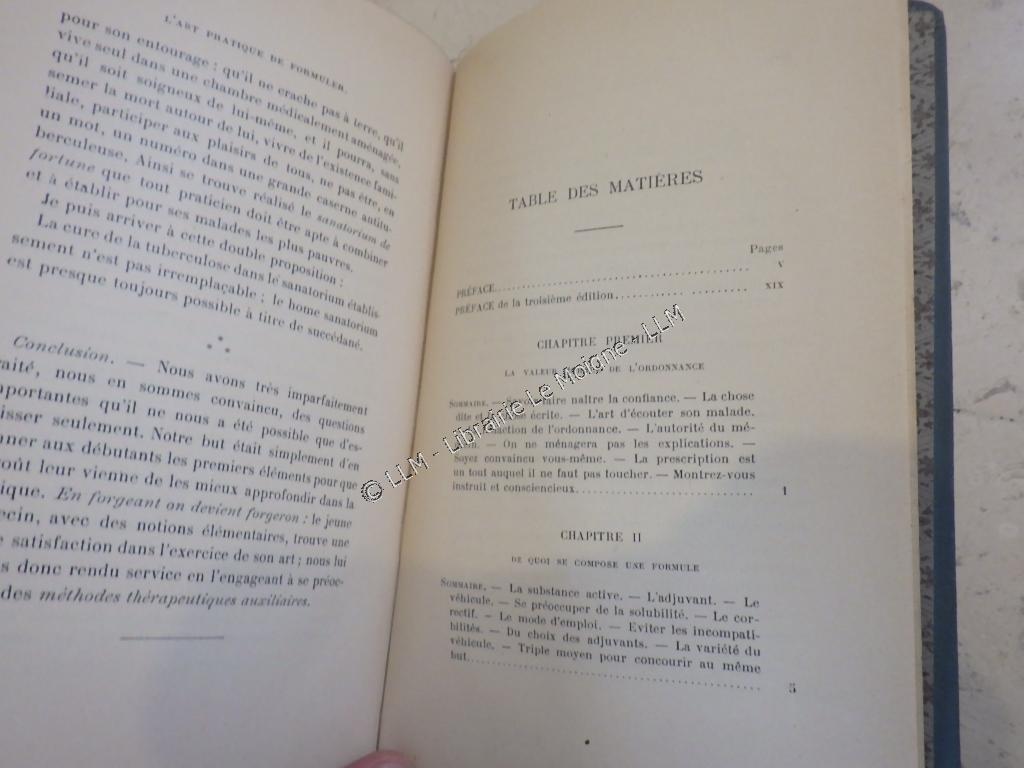 L'ART PRATIQUE DE FORMULER.
pour son entourage : qu'il ne crache pas à terre, qu'il
vive seul dans une chambre médicalement aménagée,
qu'il soit soigneux de lui-même, et il pourra, sans
semer la mort autour de lui, vivre de l'existence fami-
liale, participer aux plaisirs de tous, ne pas être, en
un mot, un numéro dans une grande caserne antitu-
berculeuse. Ainsi se trouve réalisé le sanatorium de
fortune que tout praticien doit être apte à combiner
et à établir pour ses malades les plus pauvres.
Je puis arriver à cette double proposition :
La cure de la tuberculose dans le sanatorium établis-
sement n'est pas irremplaçable ; le home sanatorium
est presque toujours possible à titre de succédané.
Conclusion. — Nous avons très imparfaitement
traité, nous en sommes convaincu, des questions
importantes qu'il ne nous a été possible que d'es-
seulement. Notre but était simplement d'en
aux débutants les premiers éléments pour que
leur vienne de les mieux approfondir dans la
En forgeant on devient forgeron : le jeune
avec des notions élémentaires, trouve une
satisfaction dans l'exercice de son art ; nous lui
donc rendu service en l'engageant à se préoc-
des méthodes thérapeutiques auxiliaires.
TABLE DES MATIÈRES
Pages
PRÉFACE. V
PRÉFACE de la troisième édition. XIX
CHAPITRE PREMIER
LA VALEUR DE L'ORDONNANCE
SOMMAIRE. — Savoir faire naître la confiance. — La chose
dite et écrite. — L'art d'écouter son malade.
de l'ordonnance. — L'autorité du mé-
— On ne ménagera pas les explications. —
Soyez convaincu vous-même. — La prescription est
un tout auquel il ne faut pas toucher. — Montrez-vous
instruit et consciencieux. 1
CHAPITRE II
DE QUOI SE COMPOSE UNE FORMULE
SOMMAIRE. — La substance active. — L'adjuvant. — Le
véhicule. — Se préoccuper de la solubilité. — Le cor-
rectif. — Le mode d'emploi. — Eviter les incompati-
bilités. — Du choix des adjuvants. — La variété du
véhicule. — Triple moyen pour concourir au même
but. 5
© LLM - Librairie Le Moigne - LLM